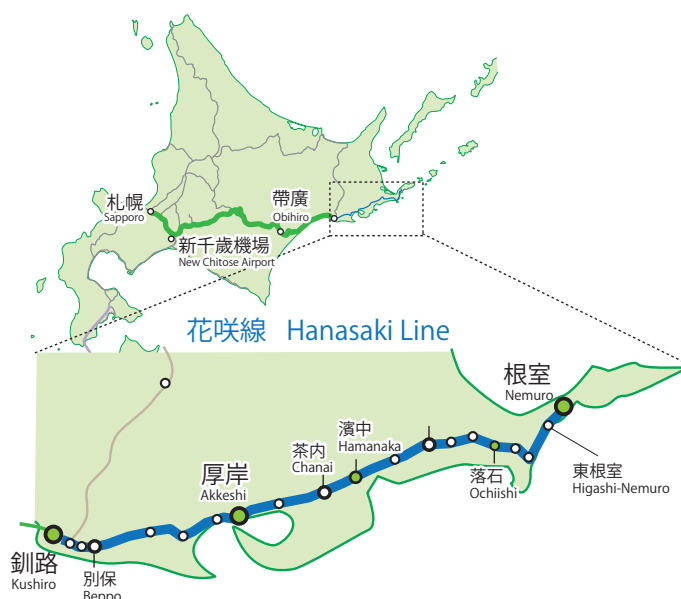 札幌
Sapporo
帶廣
Obihiro
新千歲機場
New Chitose Airport
花咲線 Hanasaki Line
根室
Nemuro
濱中
Hamanaka
茶内
Chanai
厚岸
Akkeshi
落石
Ochiishi
東根室
Higashi-Nemuro
釧路
Kushiro
別保
Beppo